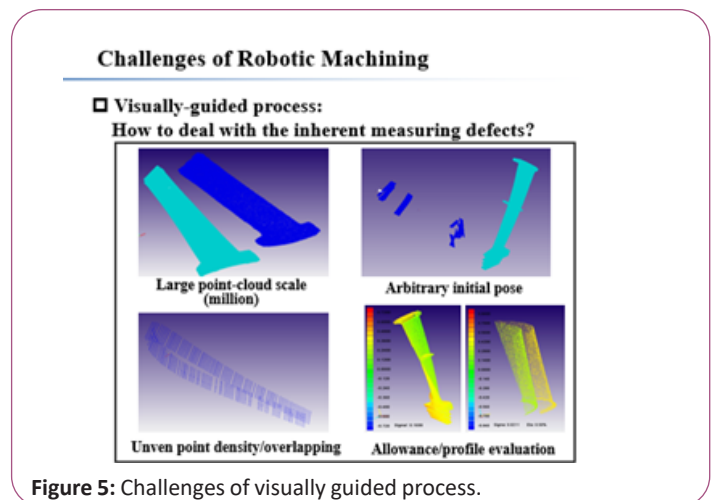 Challenges of Robotic Machining
Visually-guided process:
How to deal with the inherent measuring defects?
Large point-cloud scale
(million)
Arbitrary initial pose
Unven point density/overlapping
Allowance/profile evaluation
Figure 5: Challenges of visually guided process.